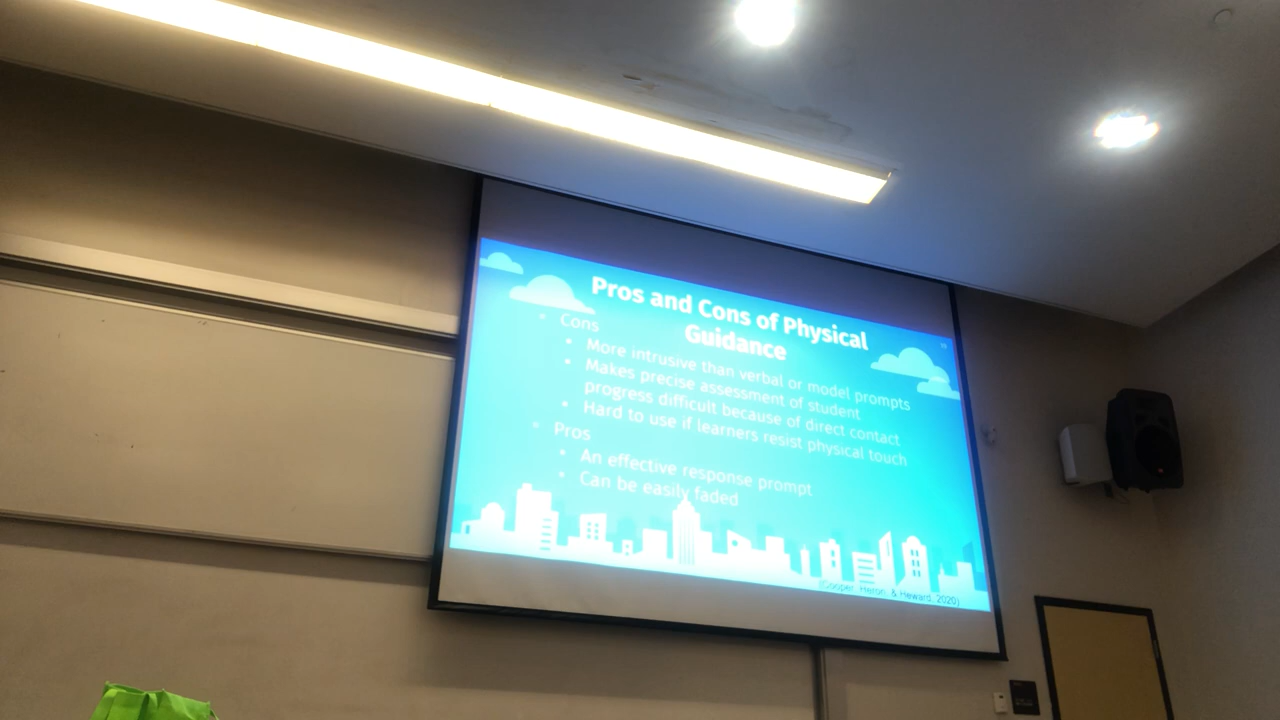 Pros and Cons of Physical
Guidance
• Cons
• More intrusive than verbal or model prompts
• Makes precise assessment of student
progress difficult because of direct contact
• Hard to use if learners resist physical touch
• Pros
• An effective response prompt
• Can be easily faded
(Cooper, Heron, & Heward, 2020)